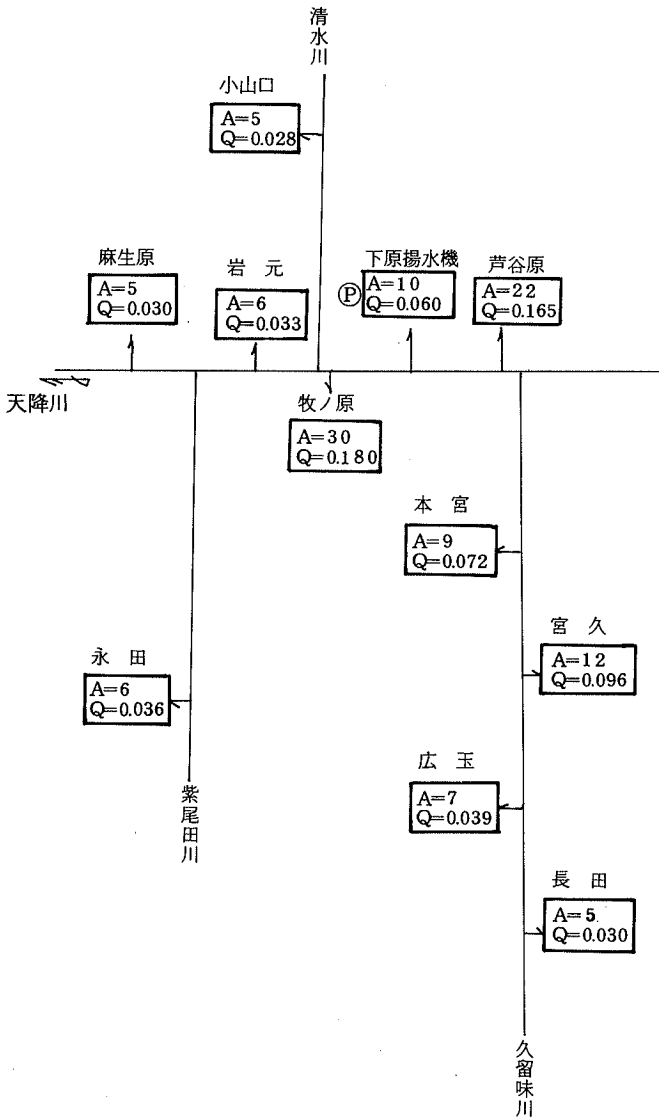 清水川
小山口
A=5
Q=0.028
麻生原
A=5
Q=0.030
岩元
A=6
Q=0.033
下原揚水機
Ⓟ
A=10
Q=0.060
芦谷原
A=22
Q=0.165
天降川
牧ノ原
A=30
Q=0.180
本宮
A=9
Q=0.072
宮久
A=12
Q=0.096
永田
A=6
Q=0.036
広玉
A=7
Q=0.039
紫尾田川
長田
A=5
Q=0.030
久留味川